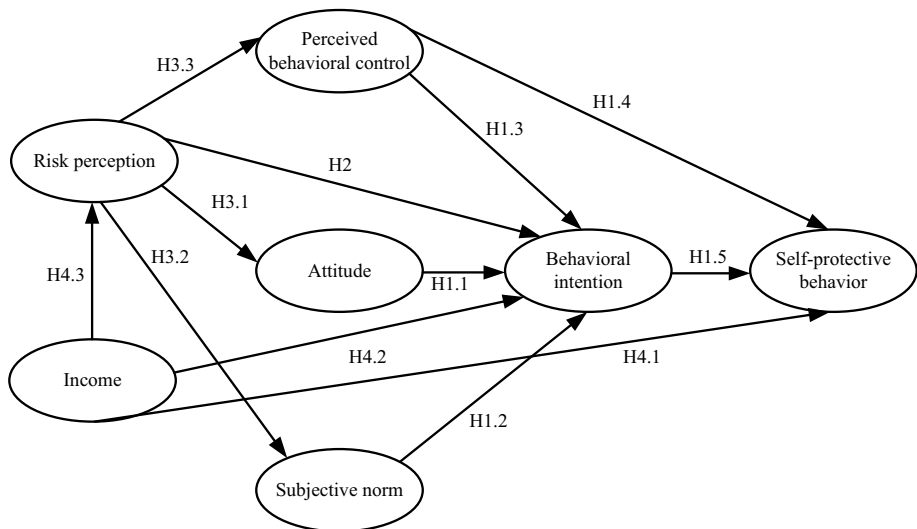 Perceived
behavioral control
H3.3
H1.4
H1.3
Risk perception
H2
H3.1
H3.2
H4.3
Attitude
H1.1
Behavioral
intention
H1.5
Self-protective
behavior
H4.2
H4.1
Income
H1.2
Subjective norm